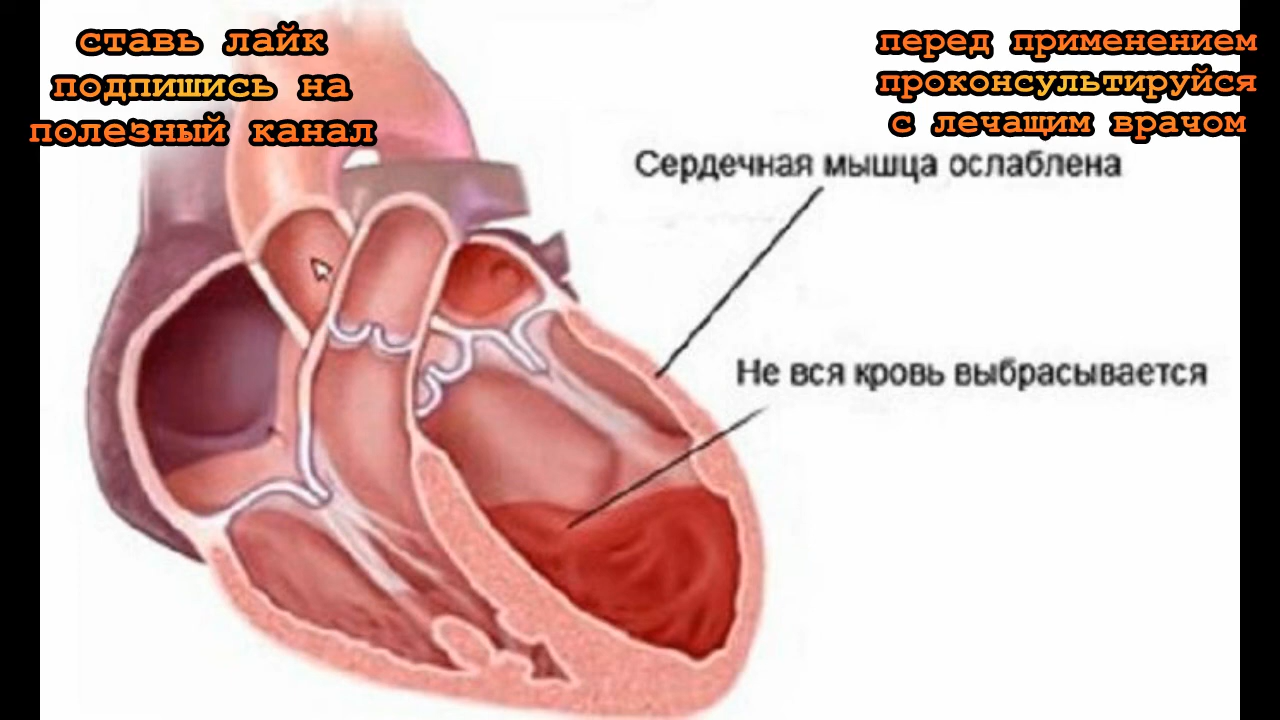 ставь лайк
подпишись на
полезный канал
перед применением
проконсультируйся
с лечащим врачом
Сердечная мышца ослаблена
Не вся кровь выбрасывается